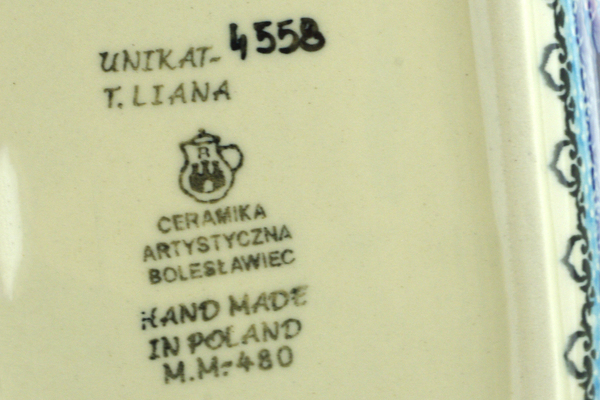 UNIKAT- 4558
T. LIANA
B
CERAMIKA
ARTYSTYCZNA
BOLESŁAWIEC
HAND MADE
IN POLAND
M.M.-480